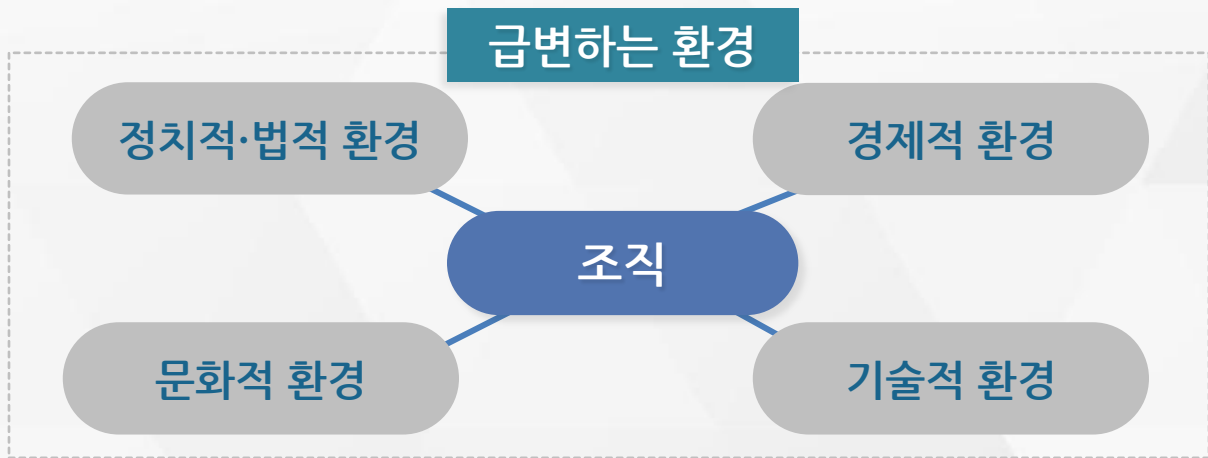 급변하는 환경
정치적·법적 환경
경제적 환경
조직
문화적 환경
기술적 환경